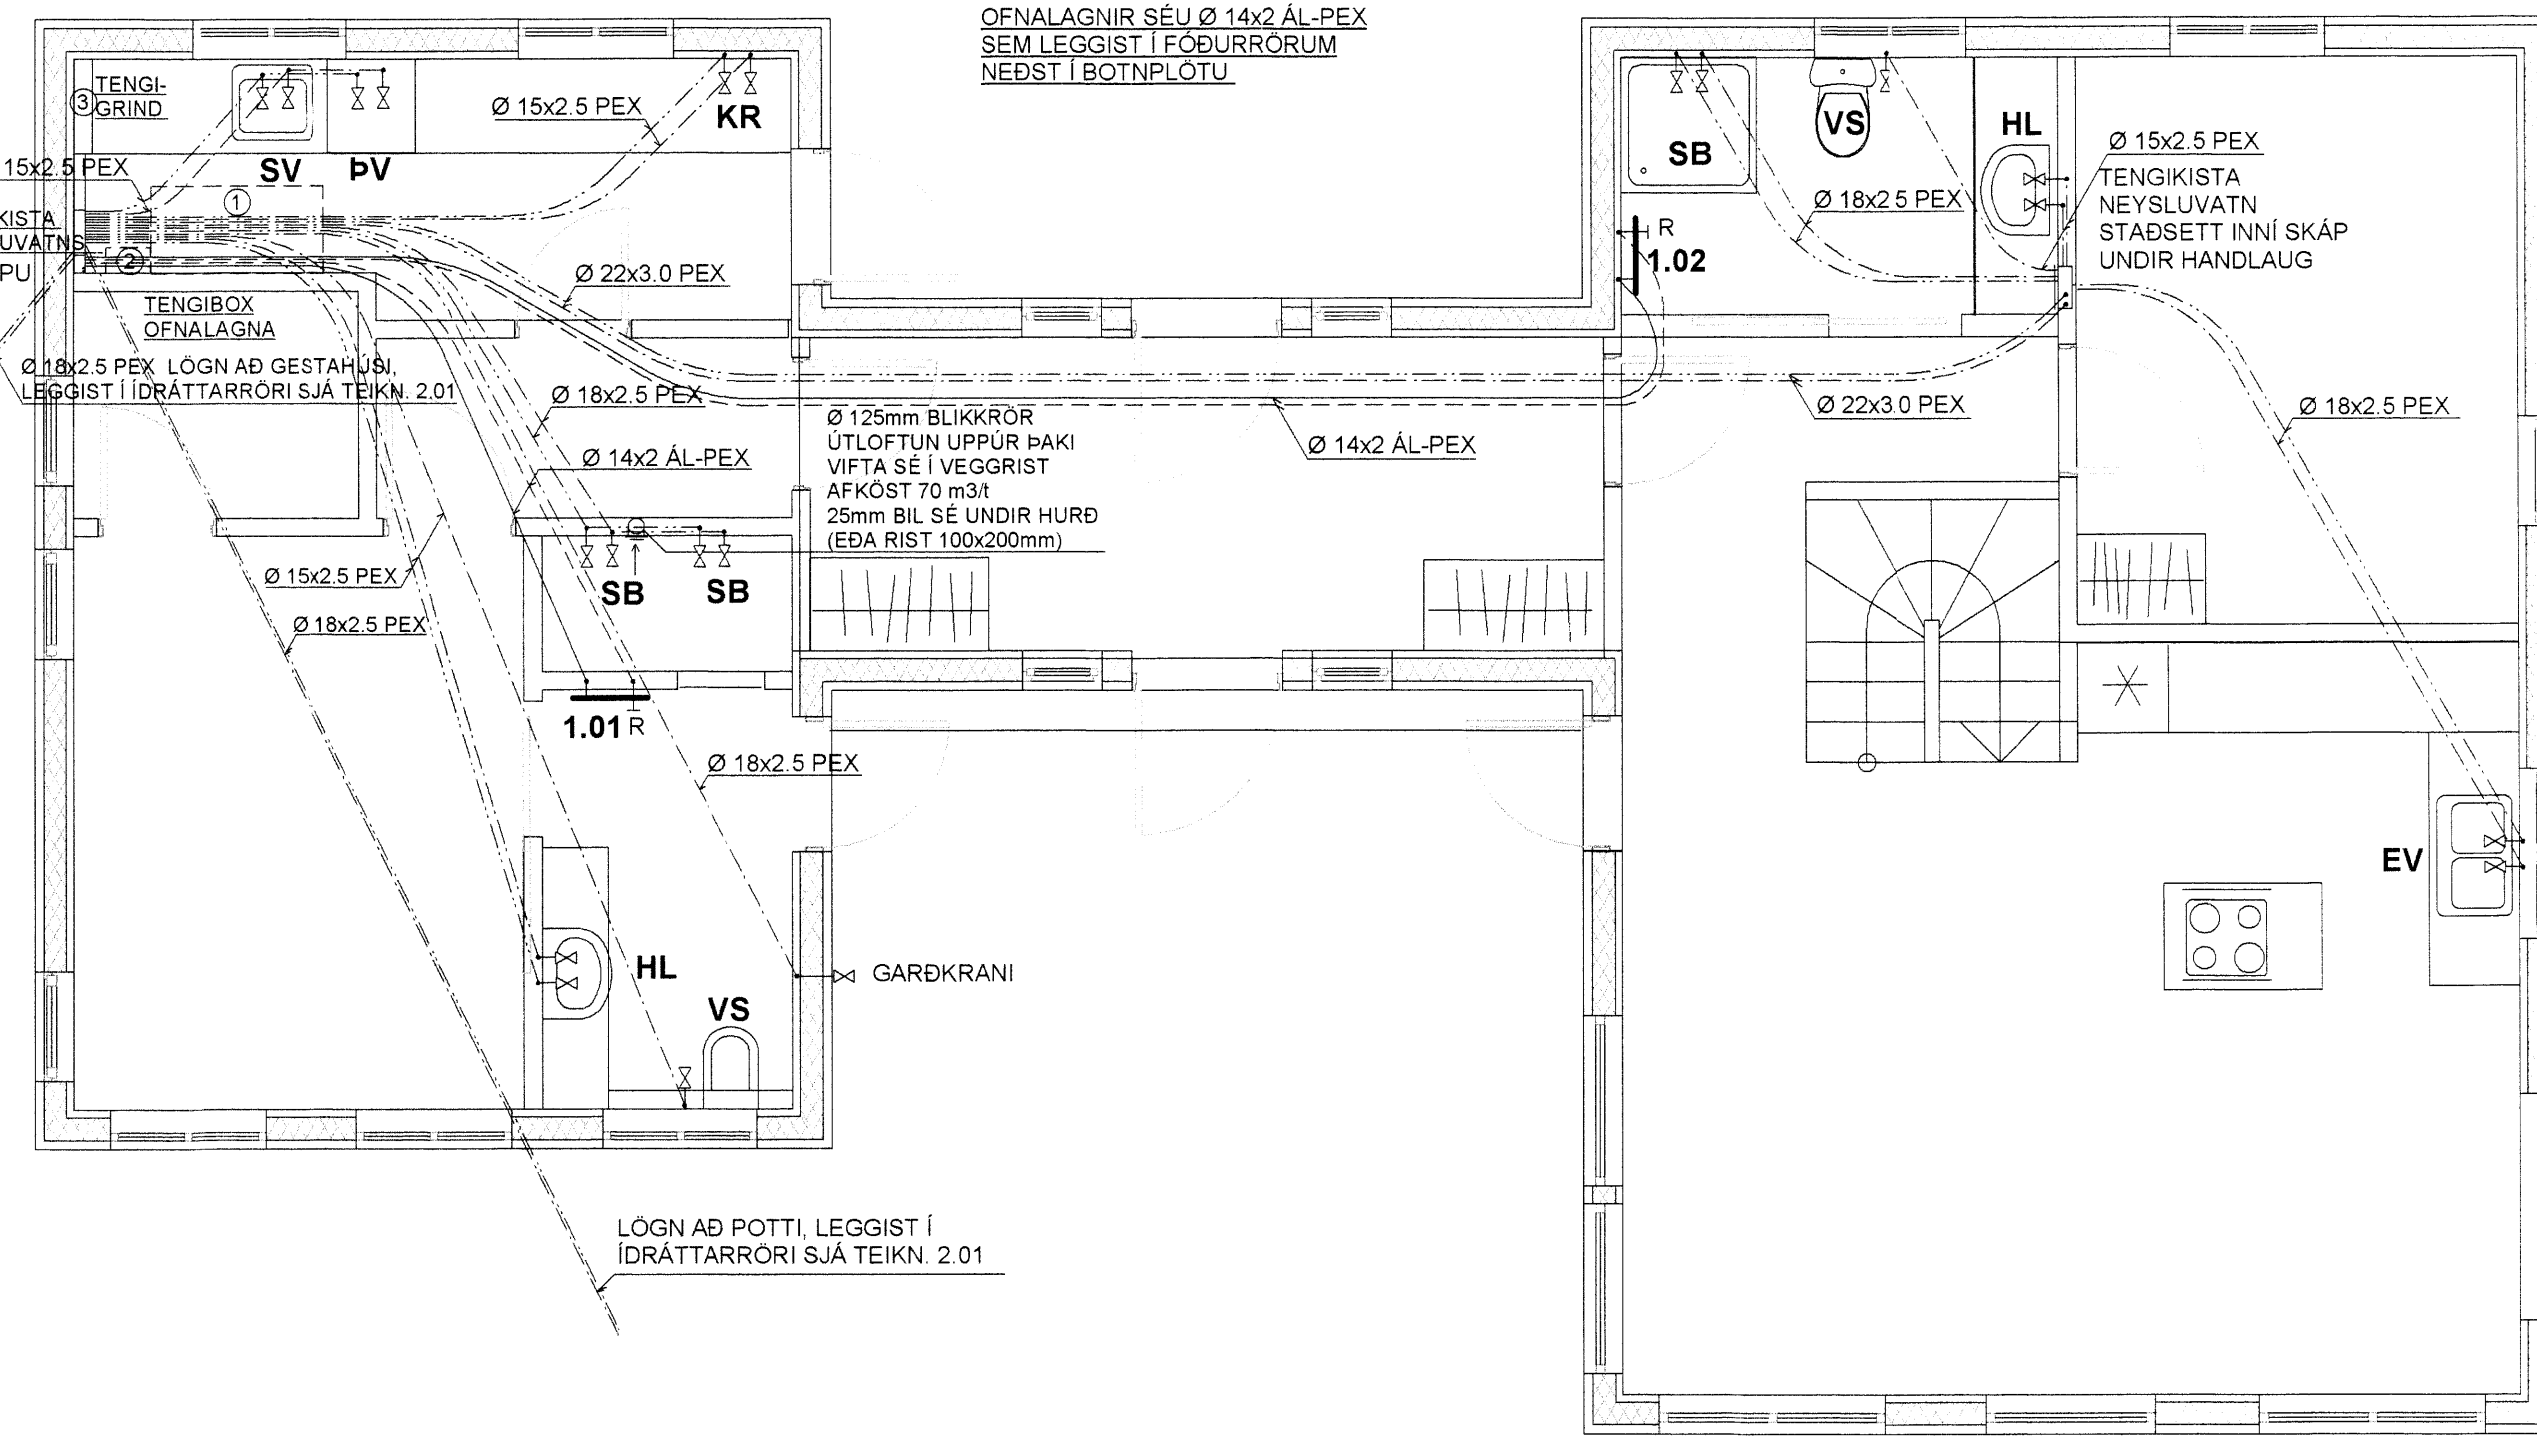 OFNALAGNIR SÉU Ø 14x2 ÁL-PEX
SEM LEGGIST Í FÓÐURRÖRUM
NEÐST Í BOTNPLÖTU
TENGI-
GRIND
3
Ø 15x2.5 PEX
KR
SV
ÞV
15x2.5 PEX
1
KISTA
UVATNS
PU
2
TENGIBOX
OFNALAGNA
Ø 22x3.0 PEX
Ø 18x2.5 PEX LÖGN AÐ GESTAHÚSI,
LEGGIST Í ÍDRÁTTARRÖRI SJÁ TEIKN. 2.01
Ø 18x2.5 PEX
Ø 14x2 ÁL-PEX
Ø 125mm BLIKKRÖR
ÚTLOFTUN UPPÚR ÞAKI
VIFTA SÉ Í VEGGRIST
AFKÖST 70 m3/t
25mm BIL SÉ UNDIR HURÐ
(EÐA RIST 100x200mm)
Ø 14x2 ÁL-PEX
SB
VS
HL
Ø 15x2.5 PEX
TENGIKISTA
NEYSLUVATN
STAÐSETT INNÍ SKÁP
UNDIR HANDLAUG
Ø 18x2 5 PEX
R
1.02
Ø 22x3.0 PEX
Ø 18x2.5 PEX
Ø 15x2.5 PEX
Ø 18x2.5 PEX
SB
SB
1.01 R
Ø 18x2.5 PEX
EV
HL
VS
GARÐKRANI
LÖGN AÐ POTTI, LEGGIST Í
ÍDRÁTTARRÖRI SJÁ TEIKN. 2.01